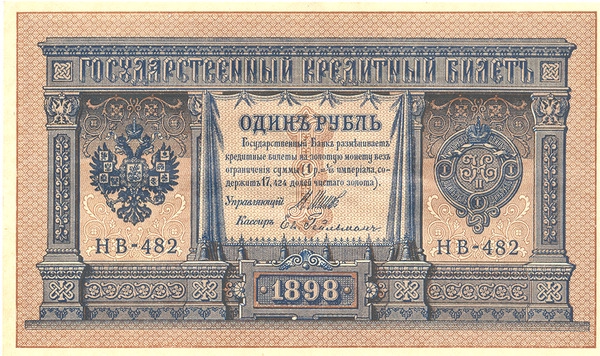 ГОСУДАРСТВЕННЫЙ КРЕДИТНЫЙ БИЛЕТЪ
ОДИНЪ РУБЛЬ
Государственный Банкъ размѣниваетъ
кредитные билеты на золотую монету безъ
ограниченія суммы (1 р. = 1/15 имперіала, со-
держитъ 17,424 долей чистаго золота).
Управляющій
Кассиръ
НВ-482
НВ-482
1898